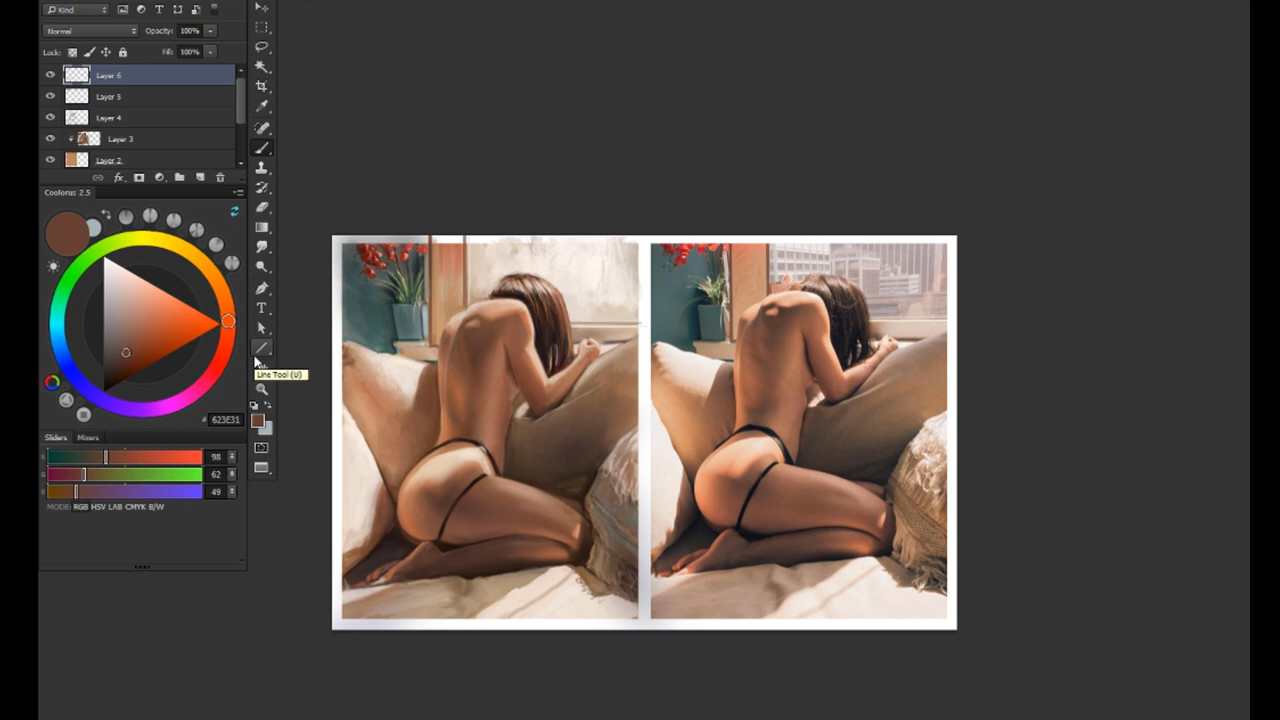 Kind
Normal Opacity: 100%
Lock: Fill: 100%
Layer 6
Layer 5
Layer 4
Layer 3
Layer 2
fx
Coolorus 2.5
T
Line Tool (U)
# 623E31
Sliders Mixers
98
62
49
MODE: RGB HSV LAB CMYK B/W